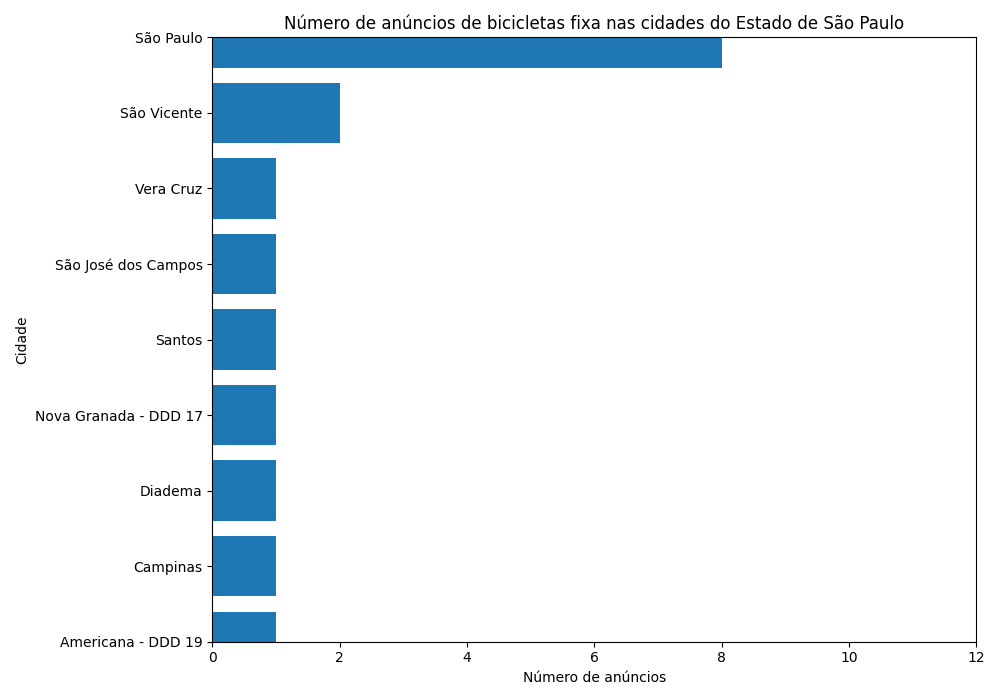 Número de anúncios de bicicletas fixa nas cidades do Estado de São Paulo
São Paulo
São Vicente
Vera Cruz
São José dos Campos
Santos
Nova Granada - DDD 17
Diadema
Campinas
Americana - DDD 19
Cidade
0 2 4 6 8 10 12
Número de anúncios